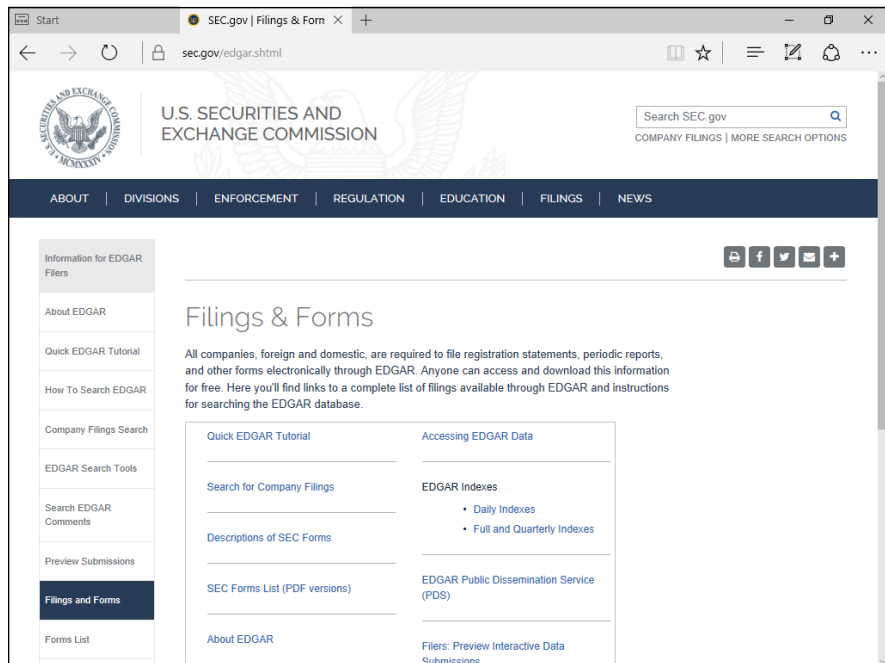 Start
SEC.gov | Filings & Forn
sec.gov/edgar.shtml
SECURITIES AND EXCHANGE COMMISSION
U.S.
MCMXXXIV
U.S. SECURITIES AND
EXCHANGE COMMISSION
Search SEC.gov
COMPANY FILINGS | MORE SEARCH OPTIONS
ABOUT | DIVISIONS | ENFORCEMENT | REGULATION | EDUCATION | FILINGS | NEWS
Information for EDGAR
Filers
About EDGAR
Quick EDGAR Tutorial
How To Search EDGAR
Company Filings Search
EDGAR Search Tools
Search EDGAR
Comments
Preview Submissions
Filings and Forms
Forms List
Filings & Forms
All companies, foreign and domestic, are required to file registration statements, periodic reports,
and other forms electronically through EDGAR. Anyone can access and download this information
for free. Here you'll find links to a complete list of filings available through EDGAR and instructions
for searching the EDGAR database.
Quick EDGAR Tutorial
Search for Company Filings
Descriptions of SEC Forms
SEC Forms List (PDF versions)
About EDGAR
Accessing EDGAR Data
EDGAR Indexes
• Daily Indexes
• Full and Quarterly Indexes
EDGAR Public Dissemination Service
(PDS)
Filers: Preview Interactive Data
Submissions